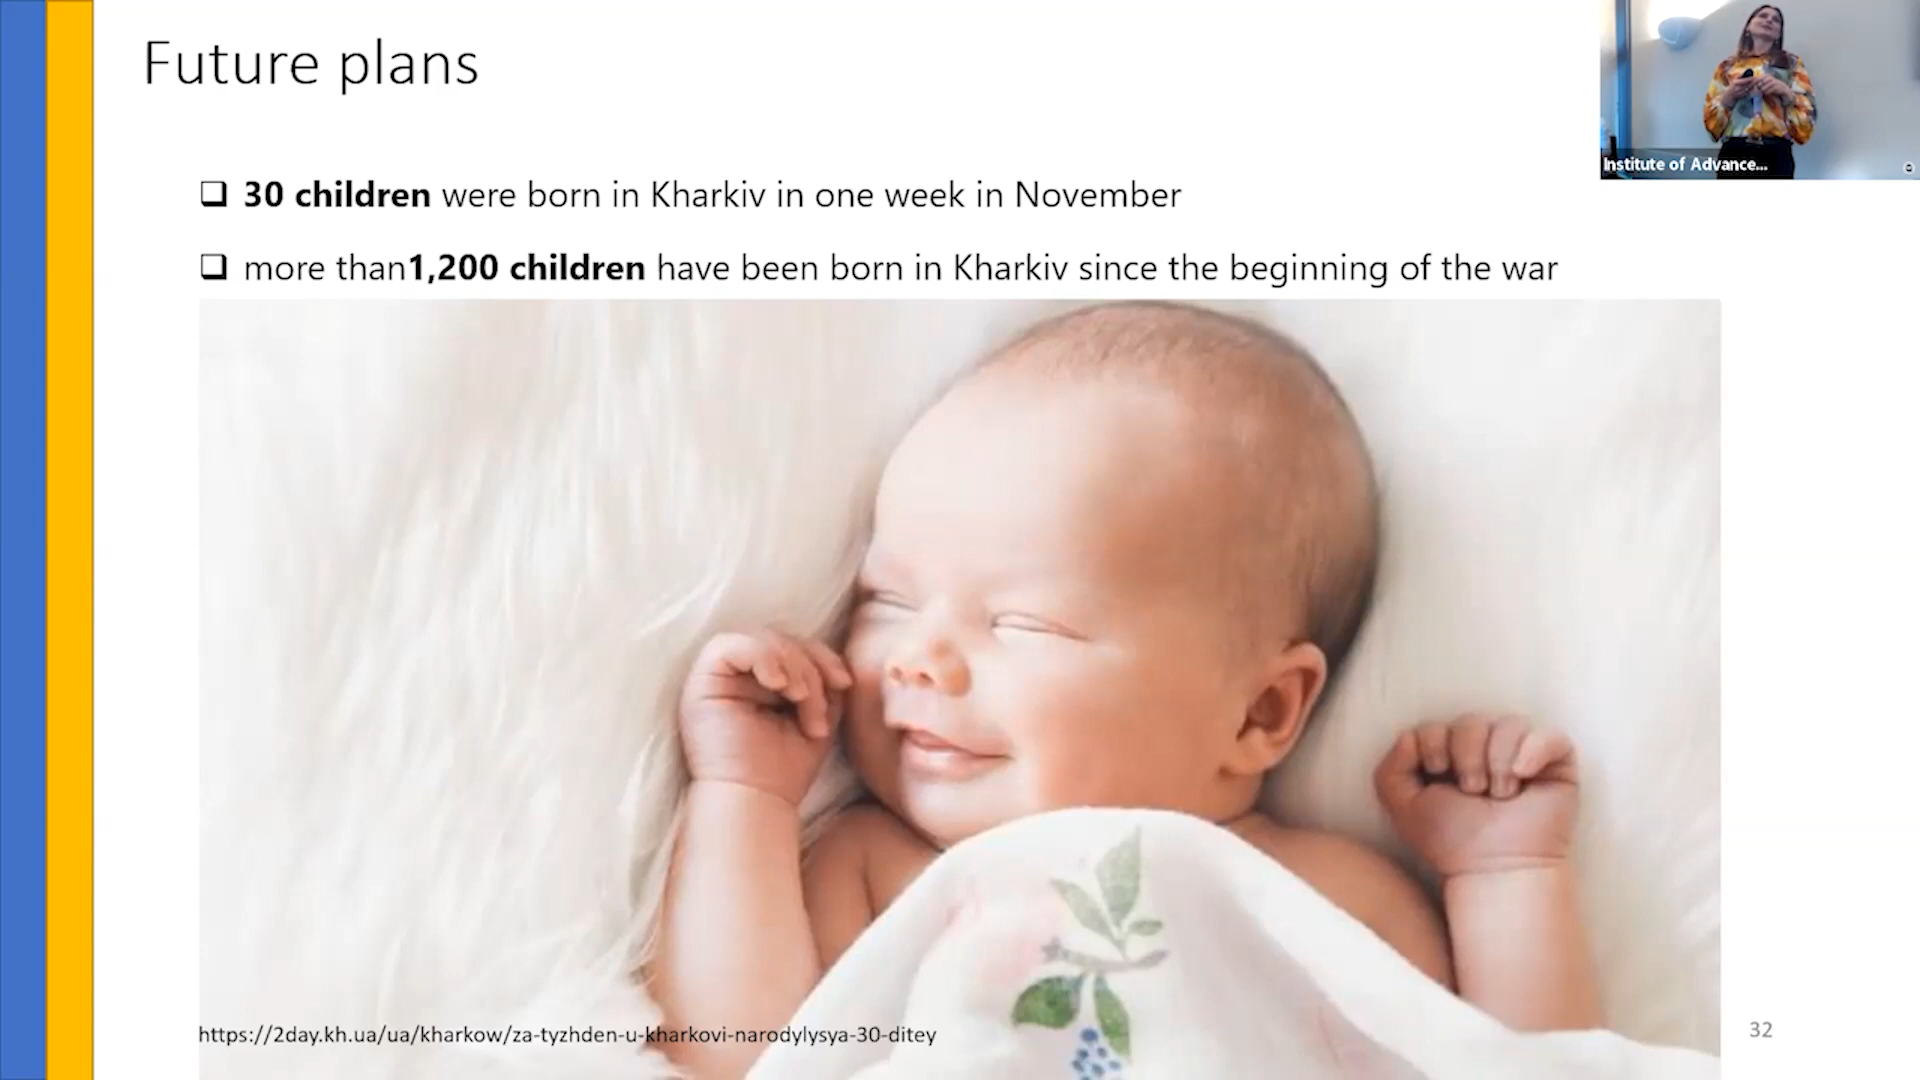 Future plans
Institute of Advance...
❑ 30 children were born in Kharkiv in one week in November
❑ more than1,200 children have been born in Kharkiv since the beginning of the war
https://2day.kh.ua/ua/kharkow/za-tyzhden-u-kharkovi-narodylysya-30-ditey
32